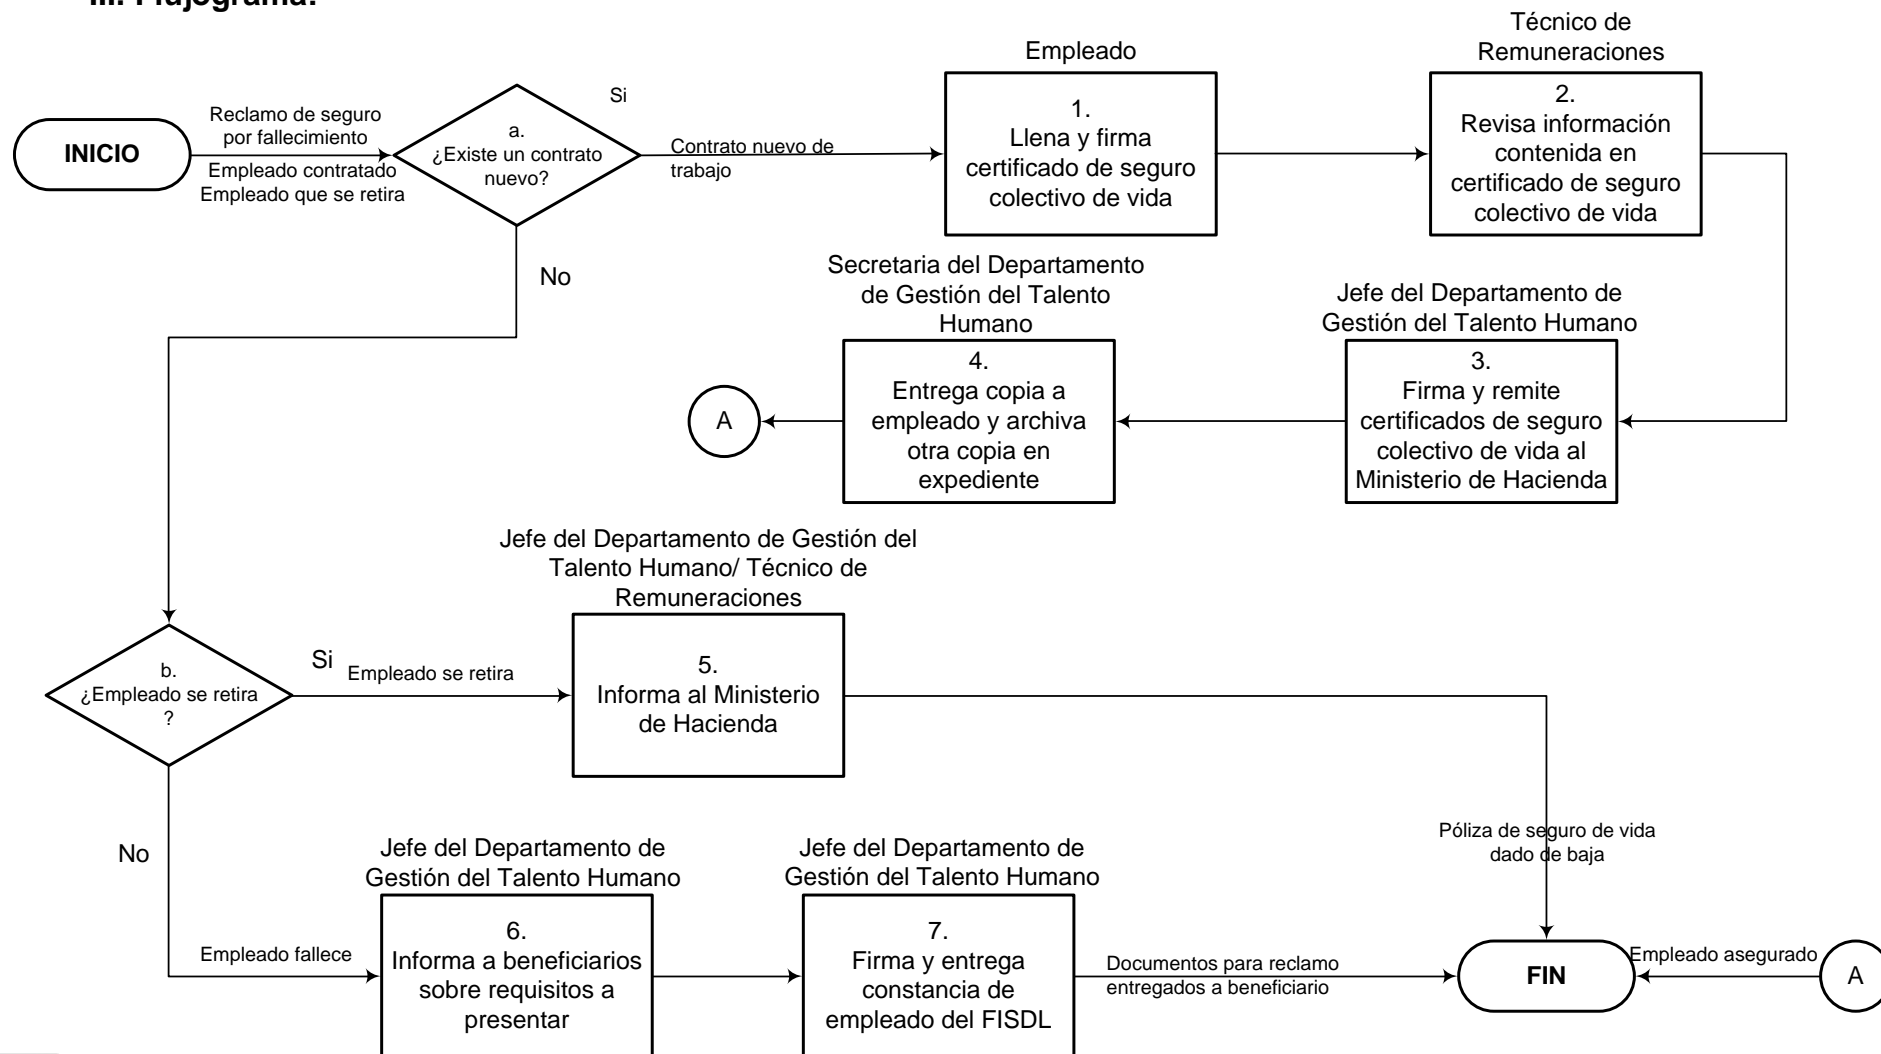 III. Flujograma:
Técnico de
Remuneraciones
Empleado
INICIO
Reclamo de seguro
por fallecimiento
Empleado contratado
Empleado que se retira
a.
¿Existe un contrato
nuevo?
Si
Contrato nuevo de
trabajo
1.
Llena y firma
certificado de seguro
colectivo de vida
2.
Revisa información
contenida en
certificado de seguro
colectivo de vida
No
Secretaria del Departamento
de Gestión del Talento
Humano
Jefe del Departamento de
Gestión del Talento Humano
A
4.
Entrega copia a
empleado y archiva
otra copia en
expediente
3.
Firma y remite
certificados de seguro
colectivo de vida al
Ministerio de Hacienda
Jefe del Departamento de Gestión del
Talento Humano/ Técnico de
Remuneraciones
b.
¿Empleado se retira
?
Si
Empleado se retira
5.
Informa al Ministerio
de Hacienda
Póliza de seguro de vida
dado de baja
No
Jefe del Departamento de
Gestión del Talento Humano
Jefe del Departamento de
Gestión del Talento Humano
Empleado fallece
6.
Informa a beneficiarios
sobre requisitos a
presentar
7.
Firma y entrega
constancia de
empleado del FISDL
Documentos para reclamo
entregados a beneficiario
FIN
Empleado asegurado
A